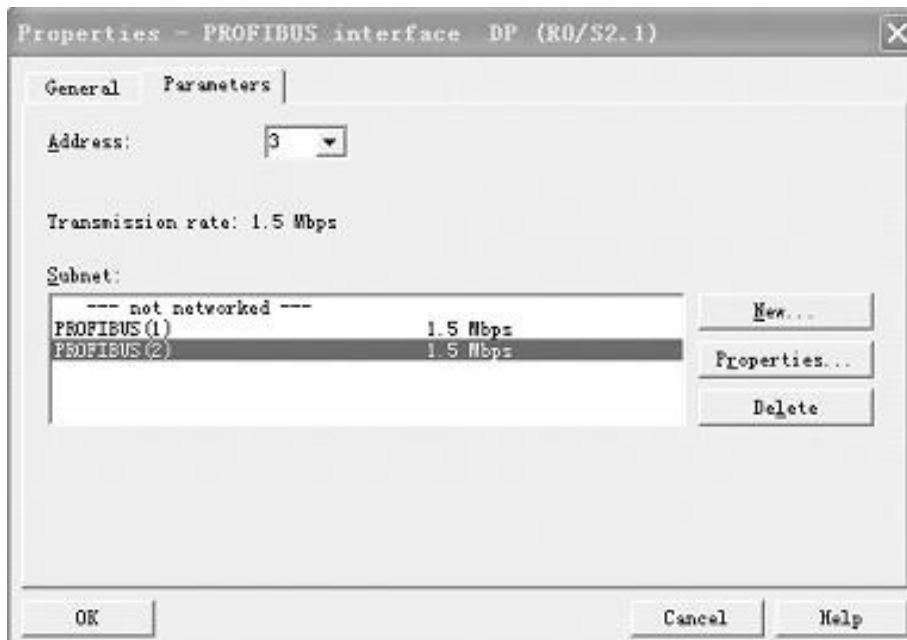 Properties - PROFIBUS interface DP (R0/S2.1)
General Parameters
Address: 3
Transmission rate: 1.5 Mbps
Subnet:
--- not networked ---
PROFIBUS(1) 1.5 Mbps
PROFIBUS(2) 1.5 Mbps
New...
Properties...
Delete
OK Cancel Help